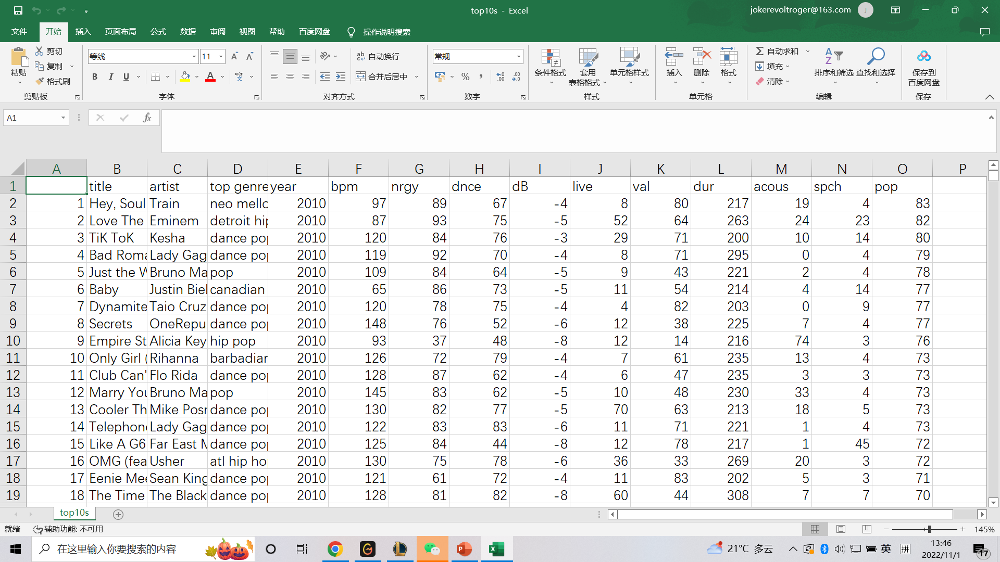 top10s - Excel
jokerevoltroger@163.com
J
文件 开始 插入 页面布局 公式 数据 审阅 视图 帮助 百度网盘 操作说明搜索
粘贴 剪切 复制 格式刷 剪贴板
等线 11 B I U A wén 文 字体
ab 自动换行 合并后居中 对齐方式
常规 % 数字
条件格式 套用表格格式 单元格样式 样式
插入 删除 格式 单元格
自动求和 填充 清除 排序和筛选 查找和选择 编辑
保存到百度网盘 保存
A1 fx
A B C D E F G H I J K L M N O P
1 title artist top genre year bpm nrgy dnce dB live val dur acous spch pop
2 1 Hey, Soul Train neo mello 2010 97 89 67 -4 8 80 217 19 4 83
3 2 Love The Eminem detroit hip 2010 87 93 75 -5 52 64 263 24 23 82
4 3 TiK ToK Kesha dance pop 2010 120 84 76 -3 29 71 200 10 14 80
5 4 Bad Roma Lady Gag dance pop 2010 119 92 70 -4 8 71 295 0 4 79
6 5 Just the W Bruno Ma pop 2010 109 84 64 -5 9 43 221 2 4 78
7 6 Baby Justin Bieb canadian 2010 65 86 73 -5 11 54 214 4 14 77
8 7 Dynamite Taio Cruz dance pop 2010 120 78 75 -4 4 82 203 0 9 77
9 8 Secrets OneRepu dance pop 2010 148 76 52 -6 12 38 225 7 4 77
10 9 Empire St Alicia Key hip pop 2010 93 37 48 -8 12 14 216 74 3 76
11 10 Only Girl ( Rihanna barbadian 2010 126 72 79 -4 7 61 235 13 4 73
12 11 Club Can' Flo Rida dance pop 2010 128 87 62 -4 6 47 235 3 3 73
13 12 Marry You Bruno Ma pop 2010 145 83 62 -5 10 48 230 33 4 73
14 13 Cooler Th Mike Posn dance pop 2010 130 82 77 -5 70 63 213 18 5 73
15 14 Telephone Lady Gag dance pop 2010 122 83 83 -6 11 71 221 1 4 73
16 15 Like A G6 Far East M dance pop 2010 125 84 44 -8 12 78 217 1 45 72
17 16 OMG (fea Usher atl hip ho 2010 130 75 78 -6 36 33 269 20 3 72
18 17 Eenie Mee Sean King dance pop 2010 121 61 72 -4 11 83 202 5 3 71
19 18 The Time The Black dance pop 2010 128 81 82 -8 60 44 308 7 7 70
top10s
就绪 辅助功能: 不可用 145%
在这里输入你要搜索的内容
21°C 多云 英 拼 13:46 17
2022/11/1